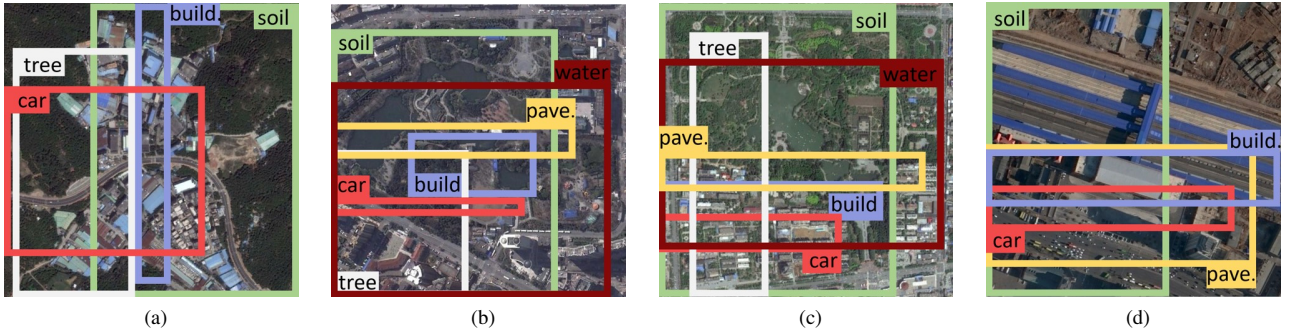 build. soil
tree
car
(a)
soil
water
pave.
car build
tree
(b)
soil
tree
water
pave.
build
car
(c)
soil
build.
car
pave.
(d)